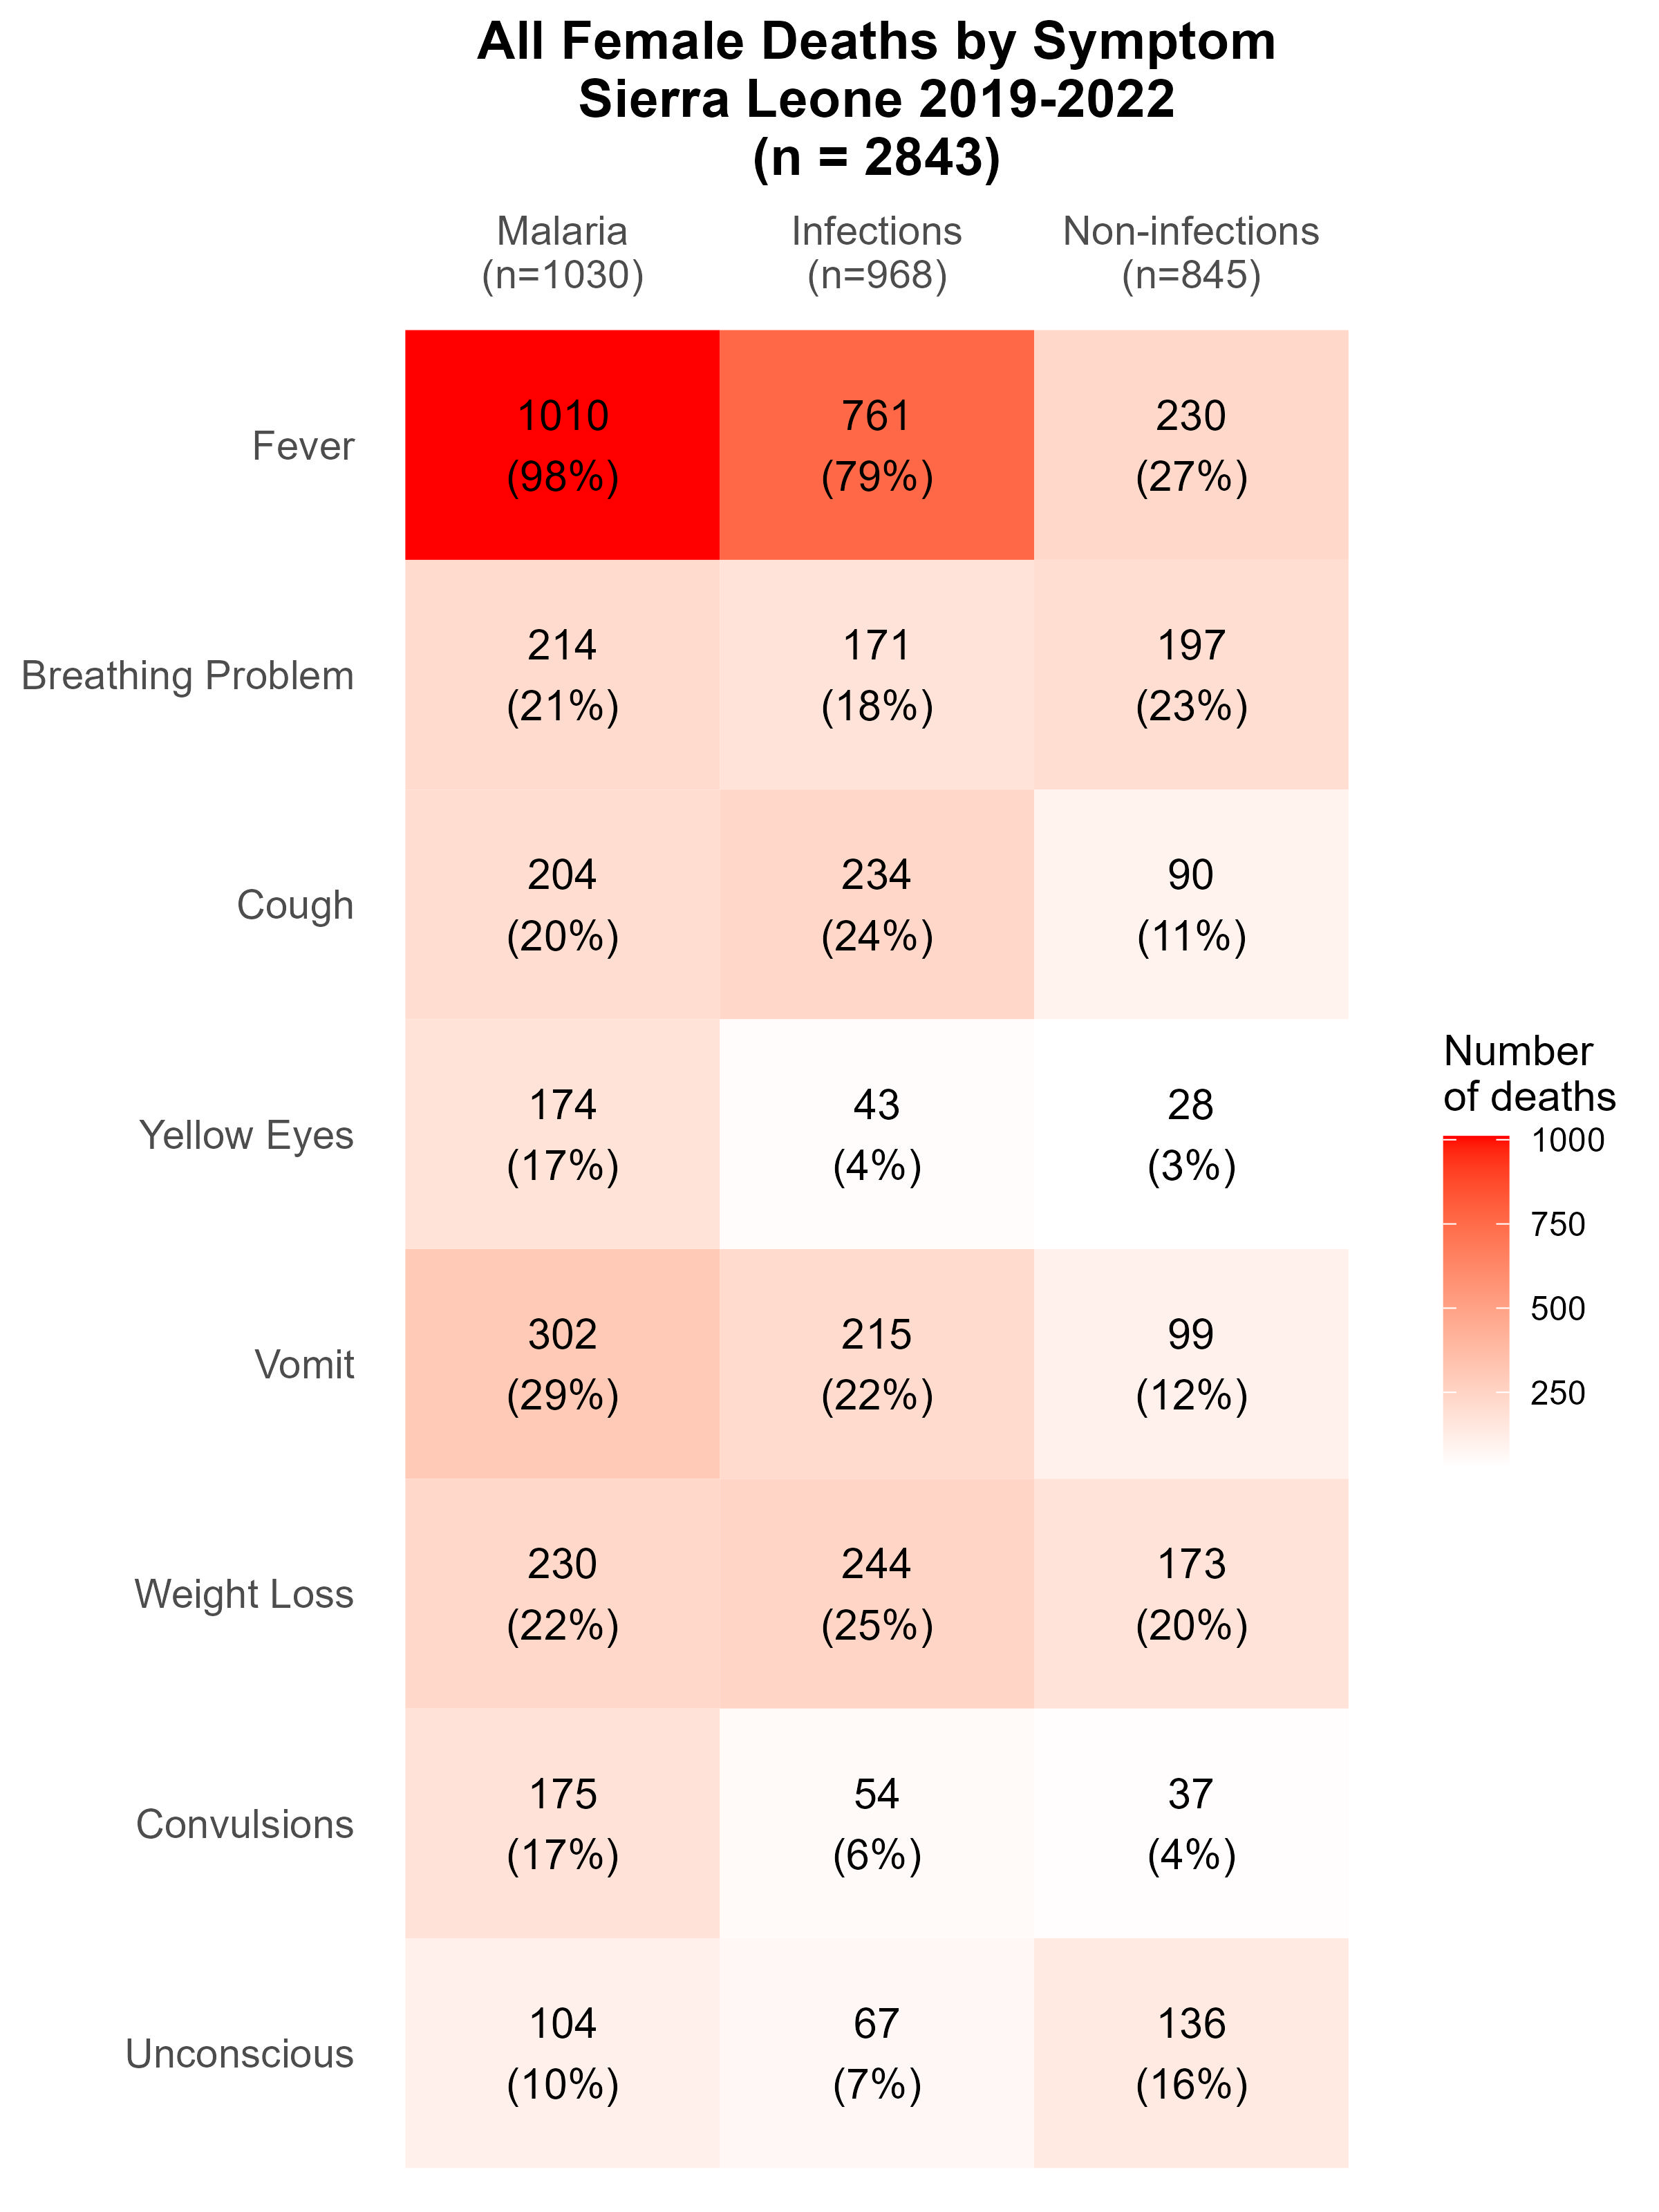 All Female Deaths by Symptom
Sierra Leone 2019-2022
(n = 2843)
Malaria
(n=1030)
Infections
(n=968)
Non-infections
(n=845)
Fever
1010
(98%)
761
(79%)
230
(27%)
Breathing Problem
214
(21%)
171
(18%)
197
(23%)
Cough
204
(20%)
234
(24%)
90
(11%)
Yellow Eyes
174
(17%)
43
(4%)
28
(3%)
Vomit
302
(29%)
215
(22%)
99
(12%)
Weight Loss
230
(22%)
244
(25%)
173
(20%)
Convulsions
175
(17%)
54
(6%)
37
(4%)
Unconscious
104
(10%)
67
(7%)
136
(16%)
Number
of deaths
1000
750
500
250